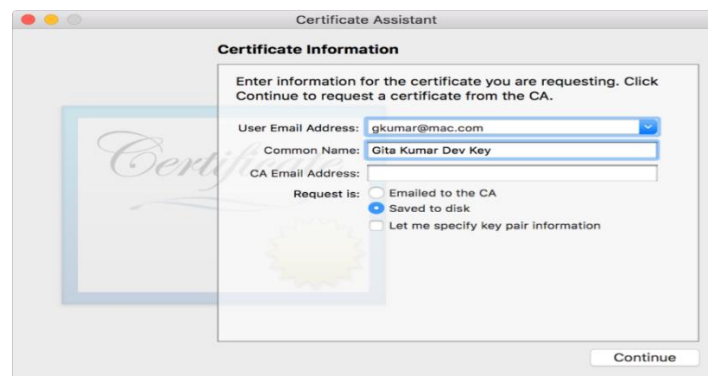 Certificate Assistant
Certificate Information
Enter information for the certificate you are requesting. Click
Continue to request a certificate from the CA.
User Email Address: gkumar@mac.com
Common Name: Gita Kumar Dev Key
CA Email Address:
Request is: Emailed to the CA
Saved to disk
Let me specify key pair information
Certificate
Continue